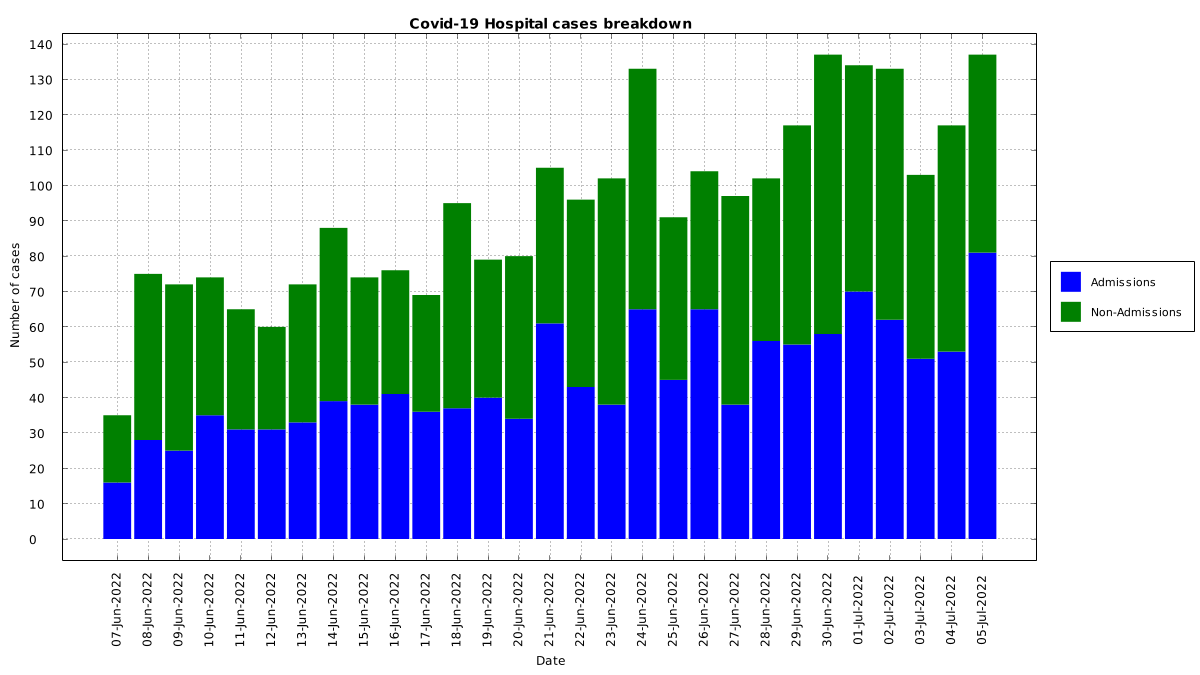 Covid-19 Hospital cases breakdown
140
130
120
110
100
90
80
70
60
50
40
30
20
10
0
Number of cases
07-Jun-2022
08-Jun-2022
09-Jun-2022
10-Jun-2022
11-Jun-2022
12-Jun-2022
13-Jun-2022
14-Jun-2022
15-Jun-2022
16-Jun-2022
17-Jun-2022
18-Jun-2022
19-Jun-2022
20-Jun-2022
21-Jun-2022
22-Jun-2022
23-Jun-2022
24-Jun-2022
25-Jun-2022
26-Jun-2022
27-Jun-2022
28-Jun-2022
29-Jun-2022
30-Jun-2022
01-Jul-2022
02-Jul-2022
03-Jul-2022
04-Jul-2022
05-Jul-2022
Date
Admissions
Non-Admissions